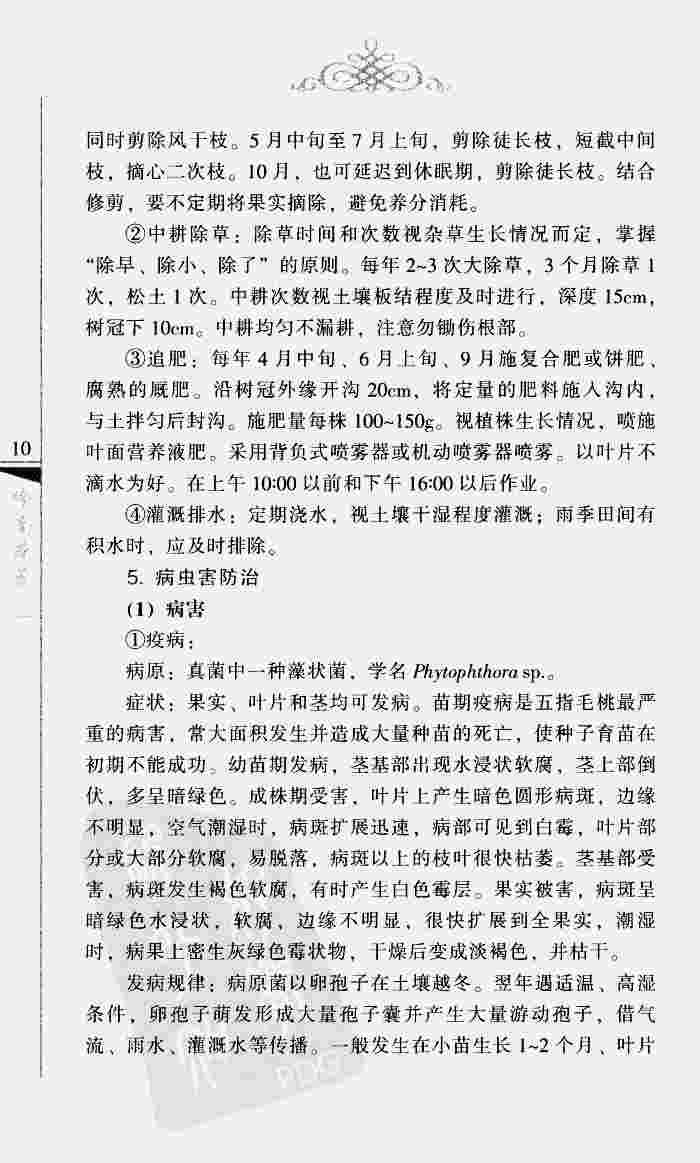 同时剪除风干枝。5月中旬至7月上旬，剪除徒长枝，短截中间
枝，摘心二次枝。10月，也可延迟到休眠期，剪除徒长枝。结合
修剪，要不定期将果实摘除，避免养分消耗。
②中耕除草：除草时间和次数视杂草生长情况而定，掌握
“除早、除小、除了”的原则。每年2~3次大除草，3个月除草1
次，松土1次。中耕次数视土壤板结程度及时进行，深度15cm，
树冠下10cm。中耕均匀不漏耕，注意勿锄伤根部。
③追肥：每年4月中旬、6月上旬、9月施复合肥或饼肥、
腐熟的厩肥。沿树冠外缘开沟20cm，将定量的肥料施入沟内，
与土拌匀后封沟。施肥量每株100~150g。视植株生长情况，喷施
叶面营养液肥。采用背负式喷雾器或机动喷雾器喷雾。以叶片不
滴水为好。在上午10:00以前和下午16:00以后作业。
④灌溉排水：定期浇水，视土壤干湿程度灌溉；雨季田间有
积水时，应及时排除。
5. 病虫害防治
(1) 病害
①疫病：
病原：真菌中一种藻状菌，学名 Phytophthora sp.。
症状：果实、叶片和茎均可发病。苗期疫病是五指毛桃最严
重的病害，常大面积发生并造成大量种苗的死亡，使种子育苗在
初期不能成功。幼苗期发病，茎基部出现水浸状软腐，茎上部倒
伏，多呈暗绿色。成株期受害，叶片上产生暗色圆形病斑，边缘
不明显，空气潮湿时，病斑扩展迅速，病部可见到白霉，叶片部
分或大部分软腐，易脱落，病斑以上的枝叶很快枯萎。茎基部受
害，病斑发生褐色软腐，有时产生白色霉层。果实被害，病斑呈
暗绿色水浸状，软腐，边缘不明显，很快扩展到全果实，潮湿
时，病果上密生灰绿色霉状物，干燥后变成淡褐色，并枯干。
发病规律：病原菌以卵孢子在土壤越冬。翌年遇适温、高湿
条件，卵孢子萌发形成大量孢子囊并产生大量游动孢子，借气
流、雨水、灌溉水等传播。一般发生在小苗生长1~2个月、叶片
10